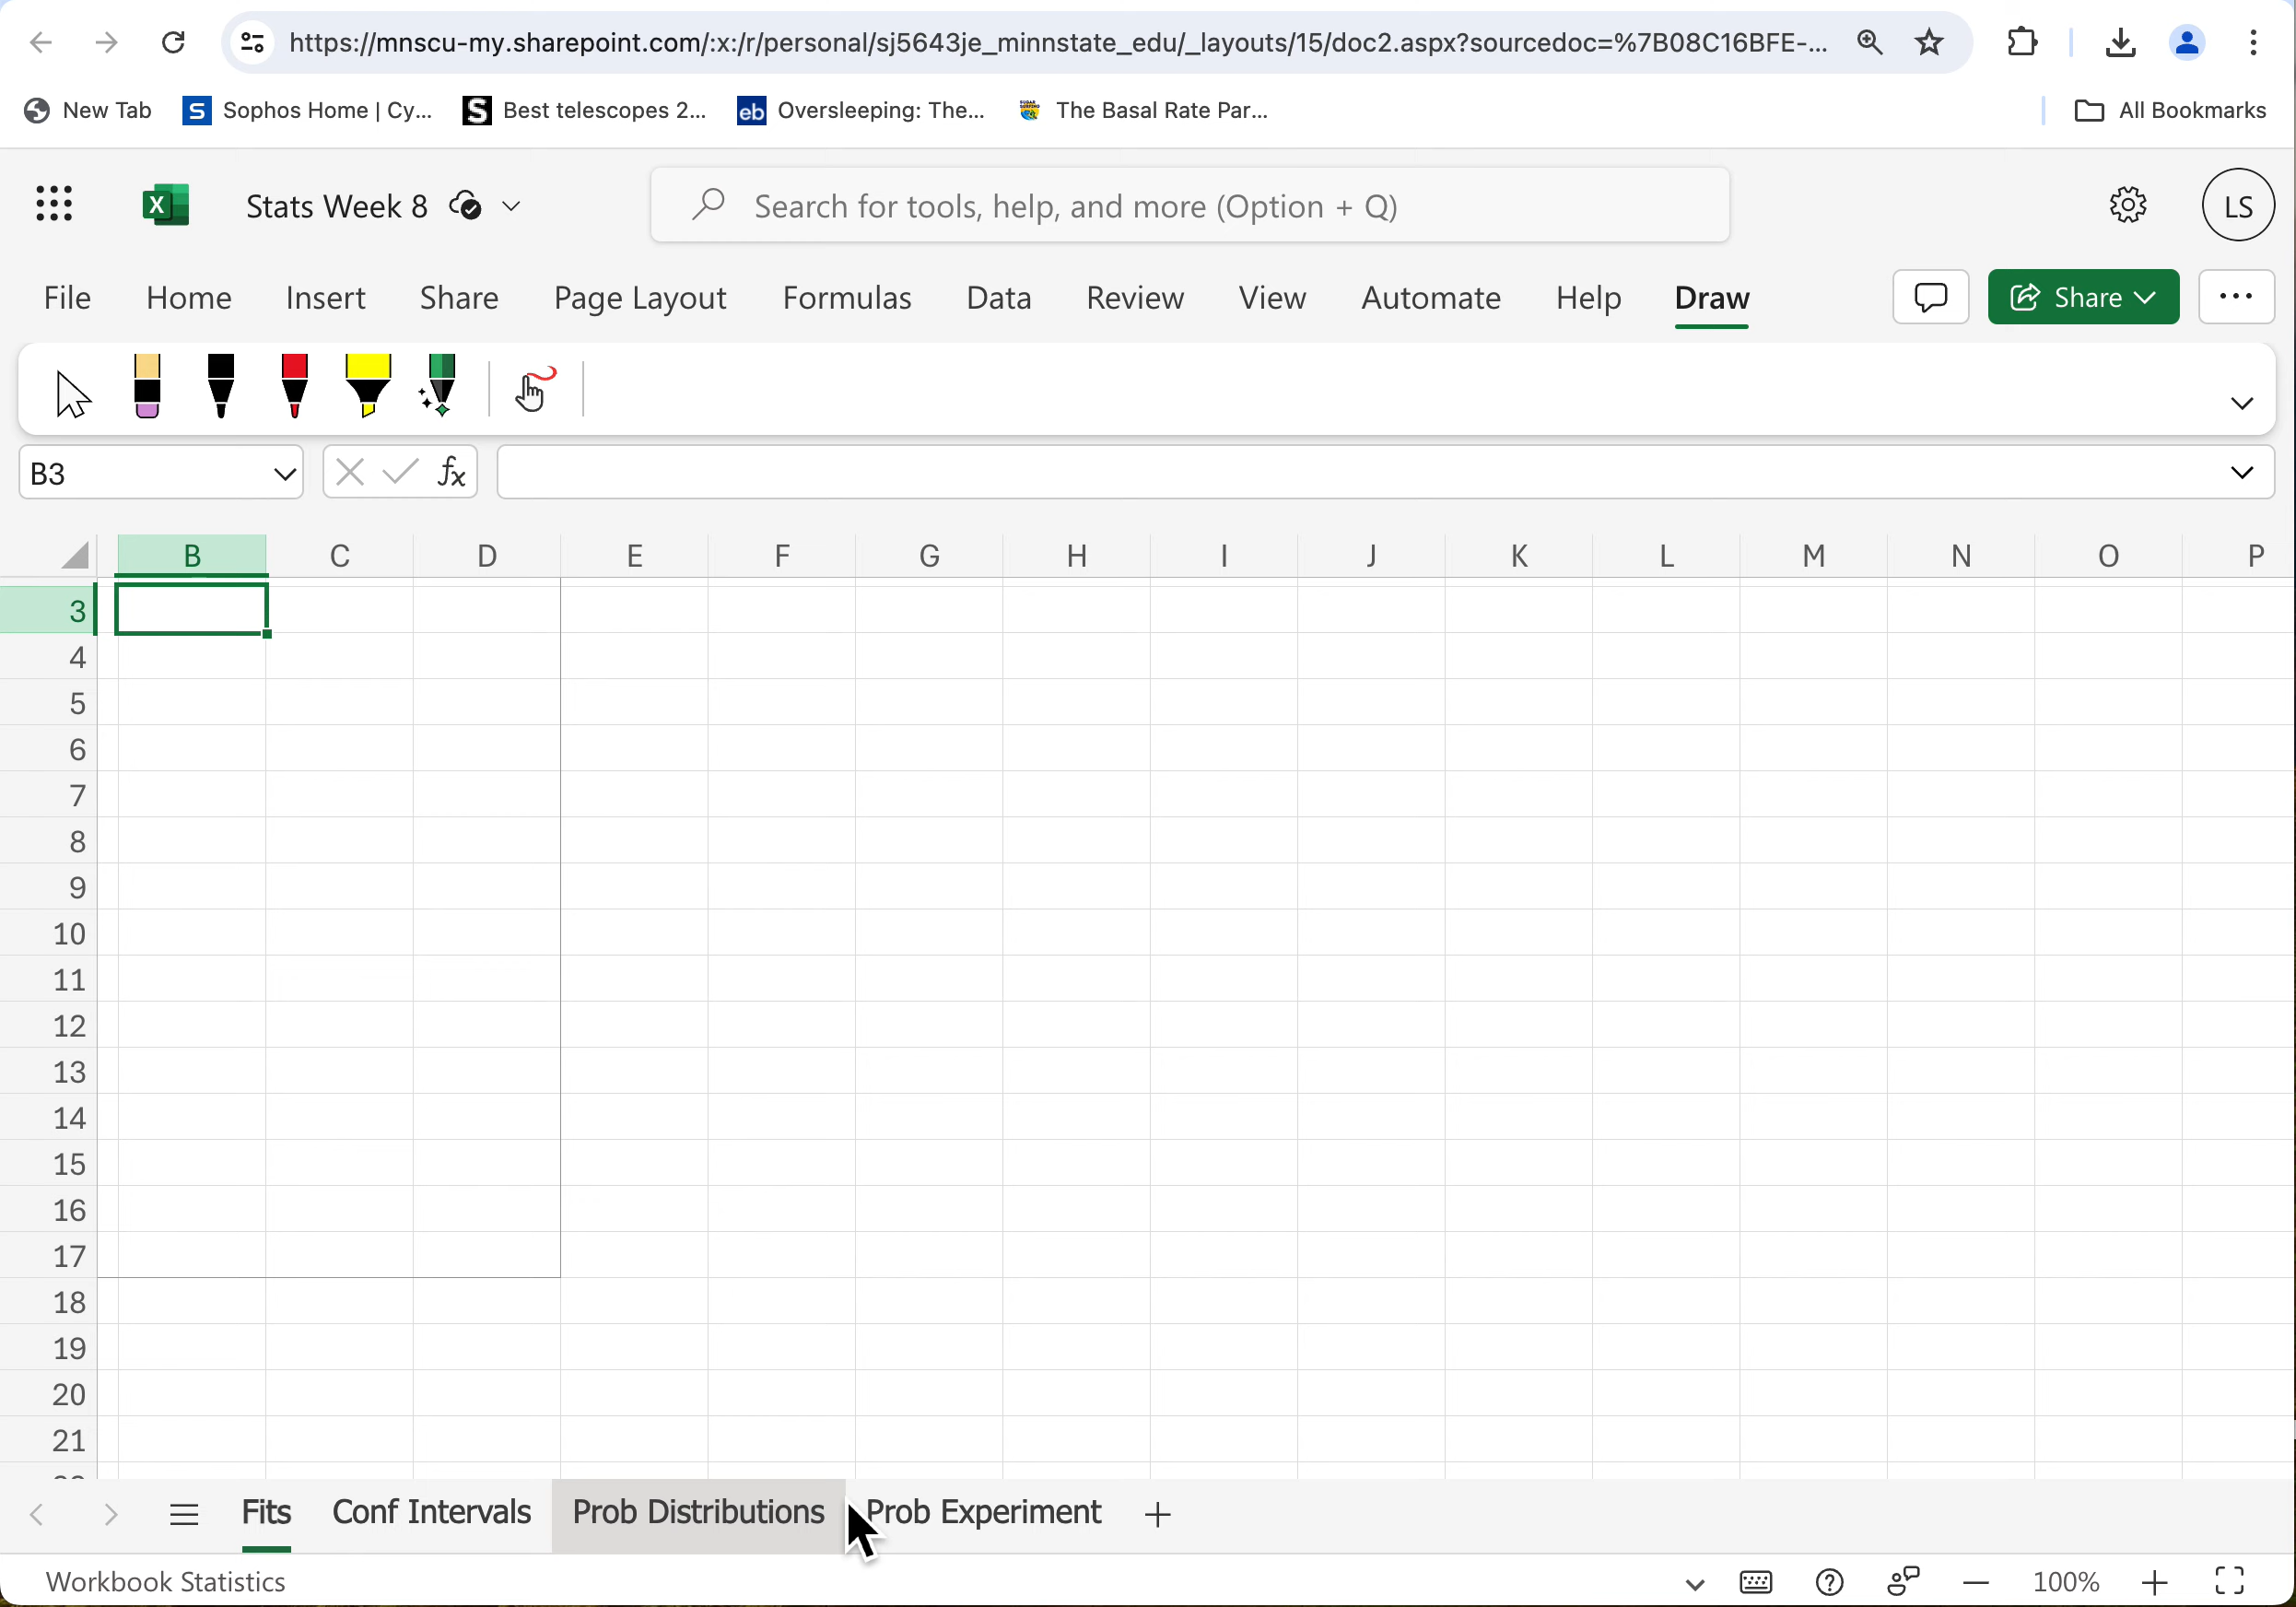 https://mnscu-my.sharepoint.com/:x:/r/personal/sj5643je_minnstate_edu/_layouts/15/doc2.aspx?sourcedoc=%7B08C16BFE-...
New Tab S Sophos Home | Cy... S Best telescopes 2... eb Oversleeping: The... The Basal Rate Par... All Bookmarks
X Stats Week 8 Search for tools, help, and more (Option + Q) LS
File Home Insert Share Page Layout Formulas Data Review View Automate Help Draw Share ...
B3 fx
B C D E F G H I J K L M N O P
3
4
5
6
7
8
9
10
11
12
13
14
15
16
17
18
19
20
21
Fits Conf Intervals Prob Distributions Prob Experiment +
Workbook Statistics 100%